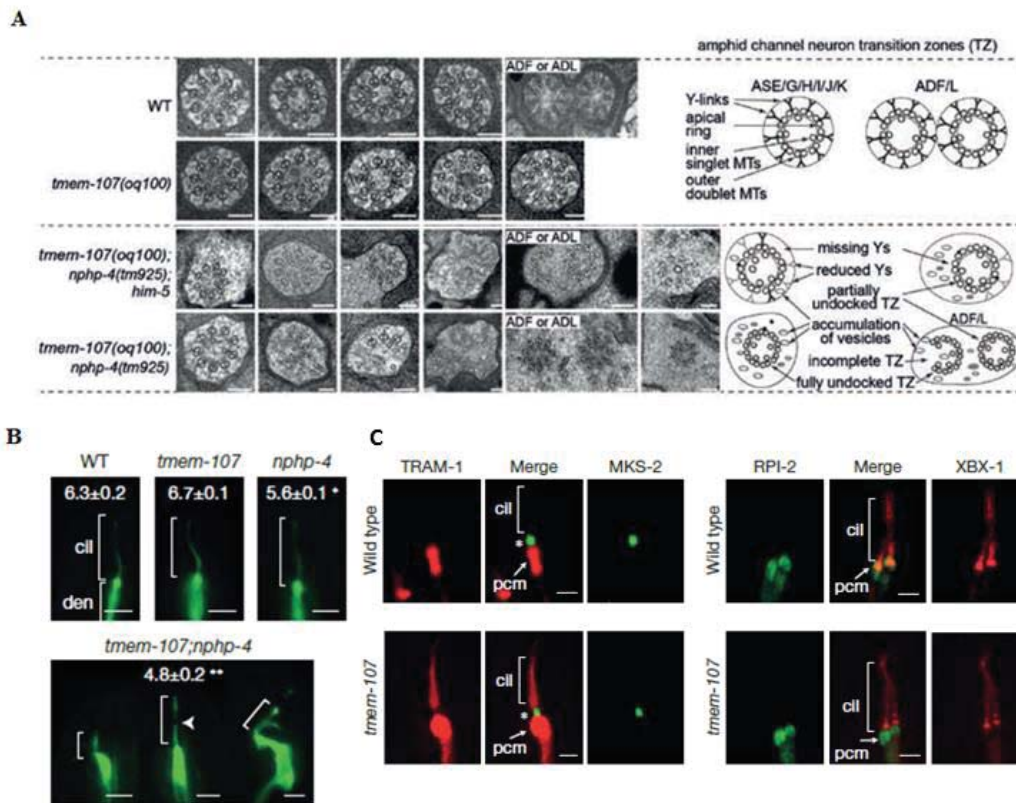 A
amphid channel neuron transition zones (TZ)
WT
ADF or ADL
ASE/G/H/I/J/K
ADF/L
Y-links
apical
ring
inner
singlet MTs
outer
doublet MTs
tmem-107(oq100)
tmem-107(oq100);
nphp-4(tm925);
him-5
ADF or ADL
missing Ys
reduced Ys
partially
undocked TZ
tmem-107(oq100);
nphp-4(tm925)
ADF or ADL
accumulation
of vesicles
ADF/L
incomplete TZ
fully undocked TZ
B
WT
tmem-107
nphp-4
6.3±0.2
6.7±0.1
5.6±0.1 *
cil
den
tmem-107;nphp-4
4.8±0.2 **
C
TRAM-1
Merge
MKS-2
RPI-2
Merge
XBX-1
Wild type
cil
*
pcm
Wild type
cil
pcm
tmem-107
cil
*
pcm
tmem-107
cil
pcm